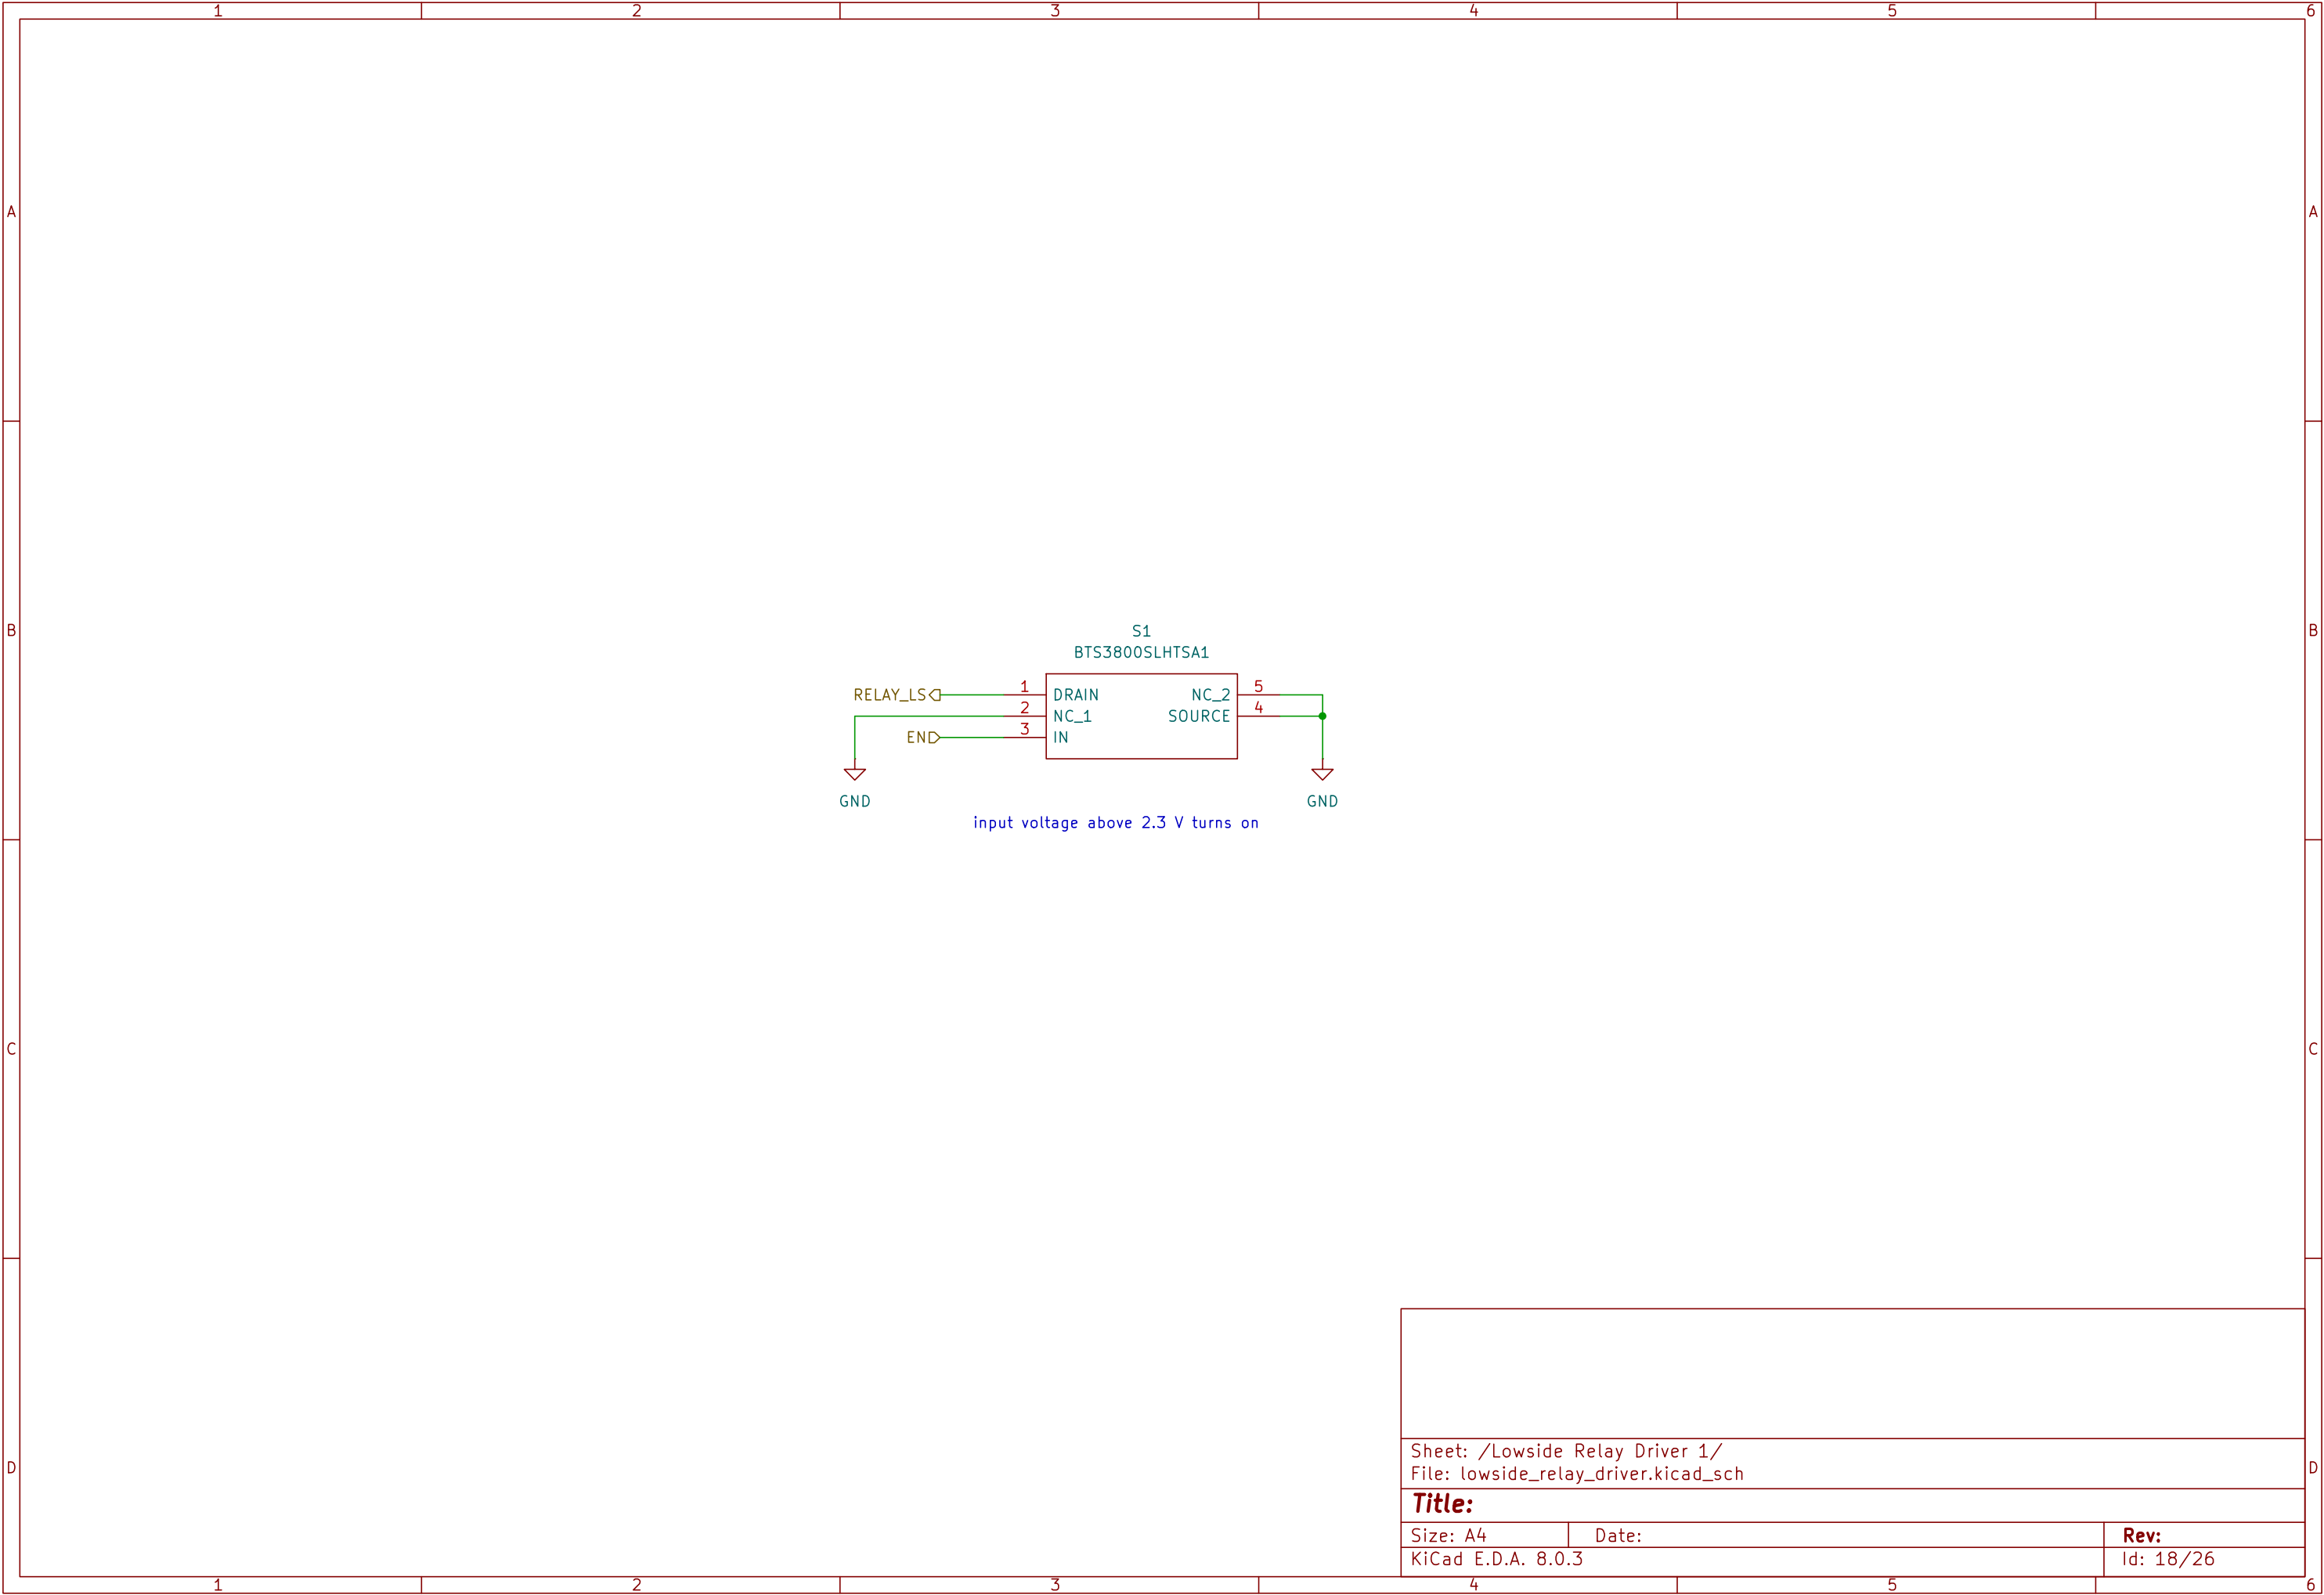 1 2 3 4 5 6
A A
S1
B B
BTS3800SLHTSA1
RELAY_LS 1 DRAIN NC_2 5
2 NC_1 SOURCE 4
EN 3 IN
GND GND
input voltage above 2.3 V turns on
C C
Sheet: /Lowside Relay Driver 1/
D D
File: lowside_relay_driver.kicad_sch
Title:
Size: A4 Date: Rev:
KiCad E.D.A. 8.0.3 Id: 18/26
1 2 3 4 5 6